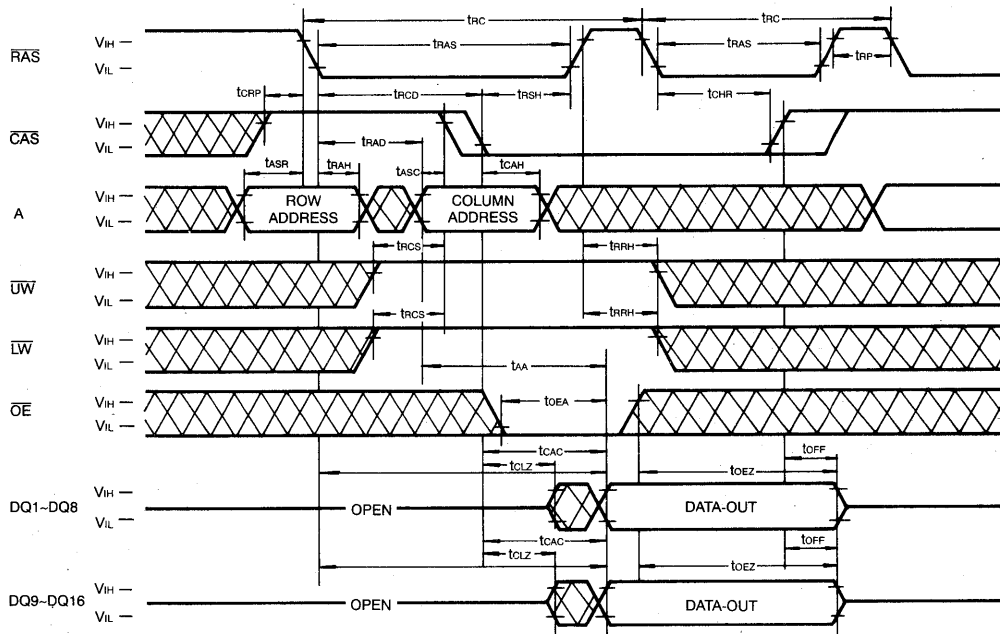 tRC tRC
RAS VIH VIL tRAS tRAS tRP
tCRP tRCD tRSH tCHR
CAS VIH VIL
tRAD
tASR tRAH tASC tCAH
A VIH VIL ROW ADDRESS COLUMN ADDRESS
tRCS tRRH
UW VIH VIL
tRCS tRRH
LW VIH VIL
tAA
OE VIH VIL tOEA
tCAC tOFF
tCLZ tOEZ
DQ1~DQ8 VIH VIL OPEN DATA-OUT
tCAC tOFF
tCLZ tOEZ
DQ9~DQ16 VIH VIL OPEN DATA-OUT